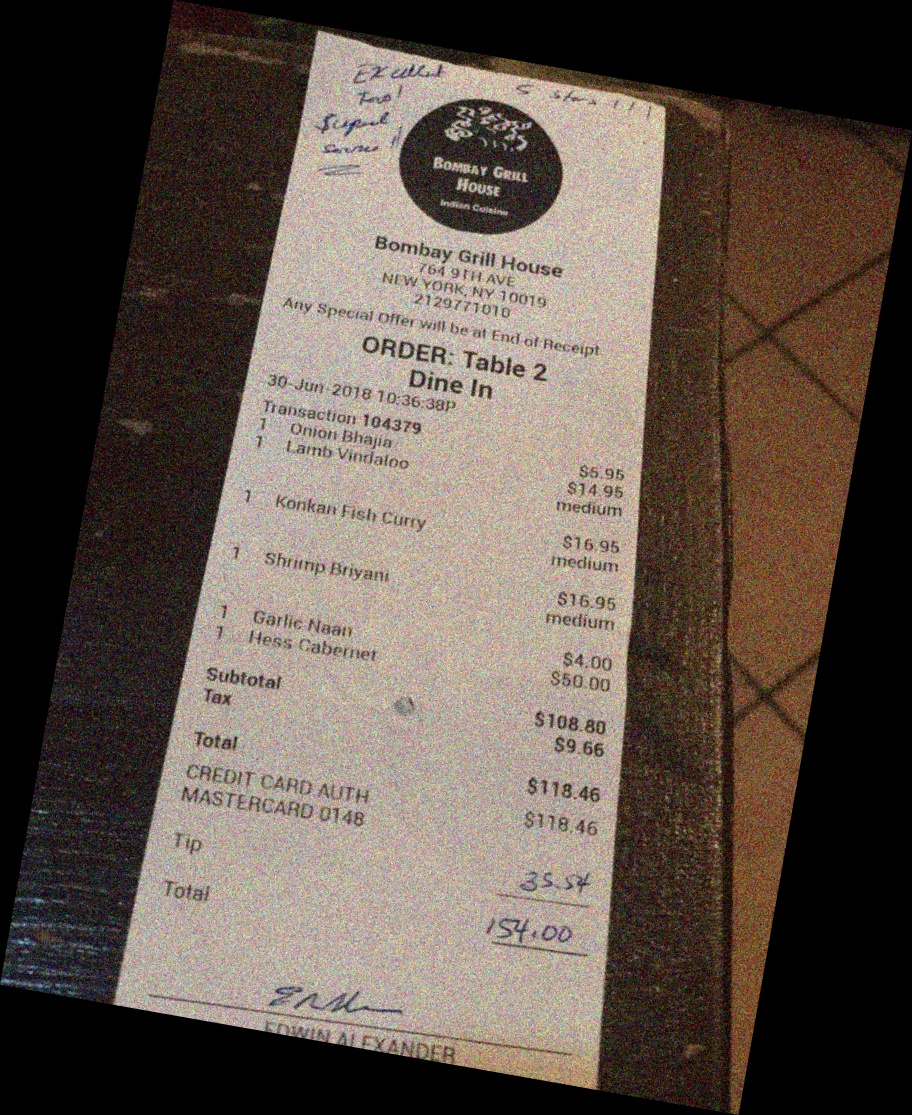 Excellent
Food!
Superb
service!!
5 stars !!!
BOMBAY GRILL
HOUSE
Indian Cuisine
Bombay Grill House
764 9TH AVE
NEW YORK, NY 10019
2129771010
Any Special Offer will be at End of Receipt
ORDER: Table 2
Dine In
30-Jun-2018 10:36:38P
Transaction 104379
1 Onion Bhajia $5.95
1 Lamb Vindaloo $14.95
medium
1 Konkan Fish Curry $16.95
medium
1 Shrimp Briyani $16.95
medium
1 Garlic Naan $4.00
1 Hess Cabernet $50.00
Subtotal $108.80
Tax $9.66
Total $118.46
CREDIT CARD AUTH $118.46
MASTERCARD 0148
Tip 35.54
Total 154.00
EDWIN ALEXANDER